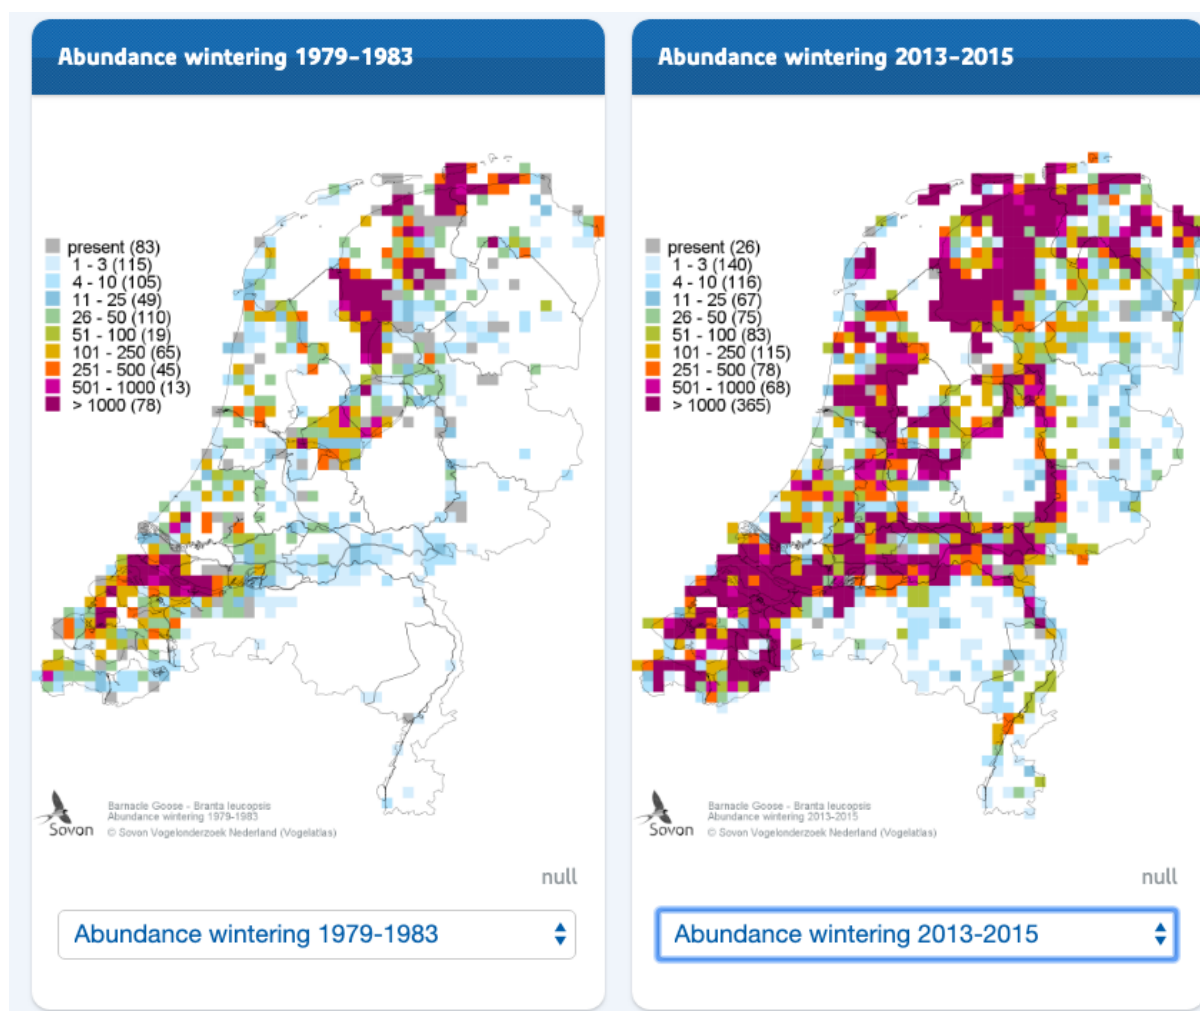 Abundance wintering 1979-1983
present (83)
1 - 3 (115)
4 - 10 (105)
11 - 25 (49)
26 - 50 (110)
51 - 100 (19)
101 - 250 (65)
251 - 500 (45)
501 - 1000 (13)
> 1000 (78)
Sovon
Barnacle Goose - Branta leucopsis
Abundance wintering 1979-1983
© Sovon Vogelonderzoek Nederland (Vogelatlas)
null
Abundance wintering 1979-1983
Abundance wintering 2013-2015
present (26)
1 - 3 (140)
4 - 10 (116)
11 - 25 (67)
26 - 50 (75)
51 - 100 (83)
101 - 250 (115)
251 - 500 (78)
501 - 1000 (68)
> 1000 (365)
Sovon
Barnacle Goose - Branta leucopsis
Abundance wintering 2013-2015
© Sovon Vogelonderzoek Nederland (Vogelatlas)
null
Abundance wintering 2013-2015